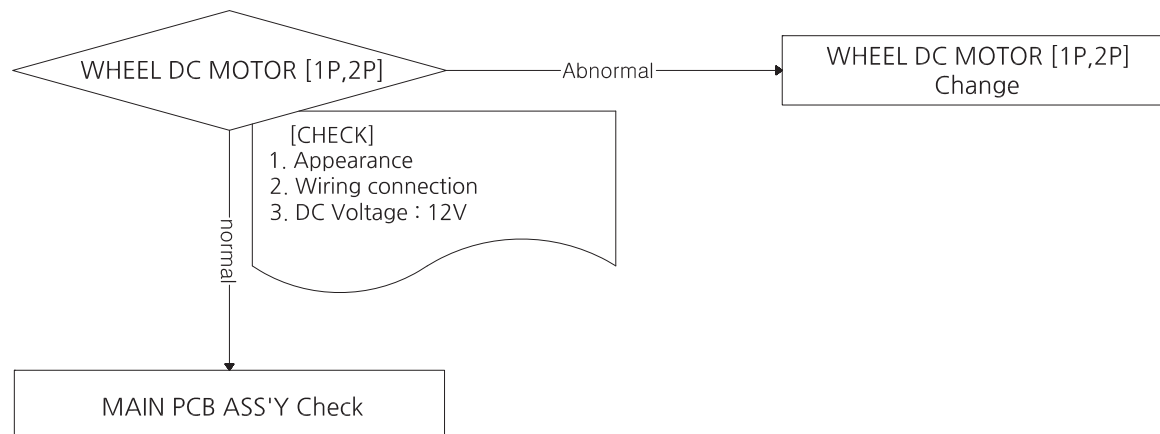 WHEEL DC MOTOR [1P,2P]
Abnormal
WHEEL DC MOTOR [1P,2P]
Change
[CHECK]
1. Appearance
2. Wiring connection
3. DC Voltage : 12V
normal
MAIN PCB ASS'Y Check